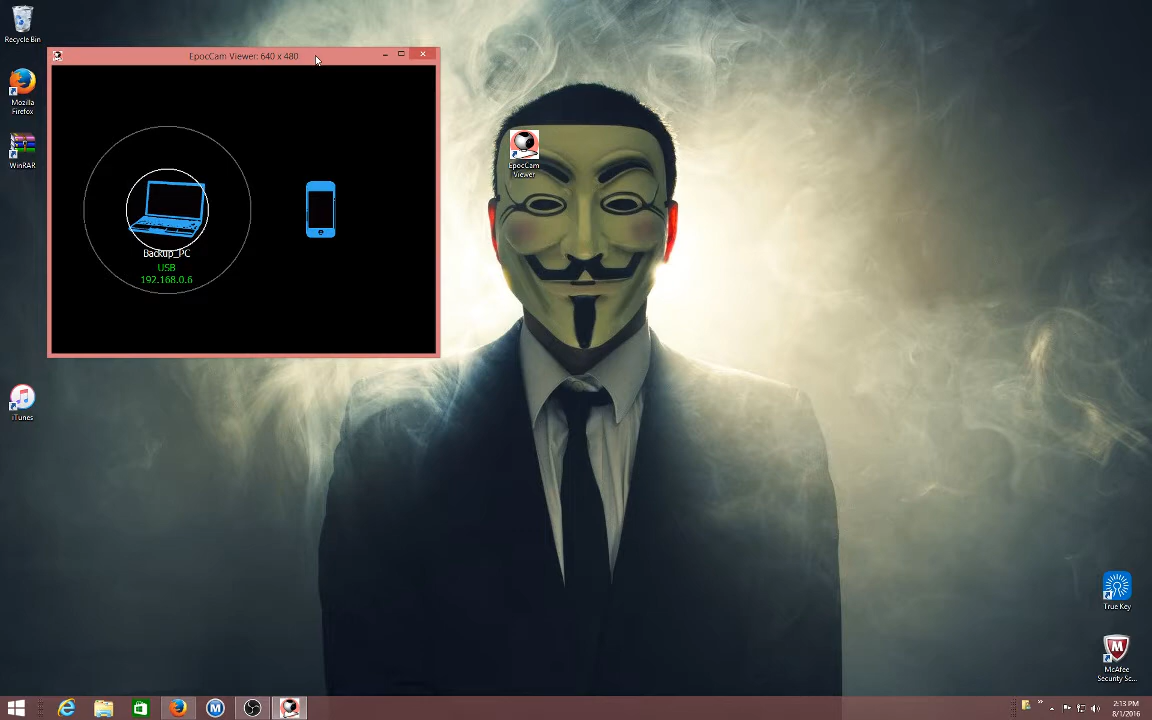 Recycle Bin
EpocCam Viewer: 640 x 480
Mozilla
Firefox
WinRAR
EpocCam
Viewer
Backup_PC
USB
192.168.0.6
iTunes
True Key
McAfee
Security Sc...
2:13 PM
8/1/2016